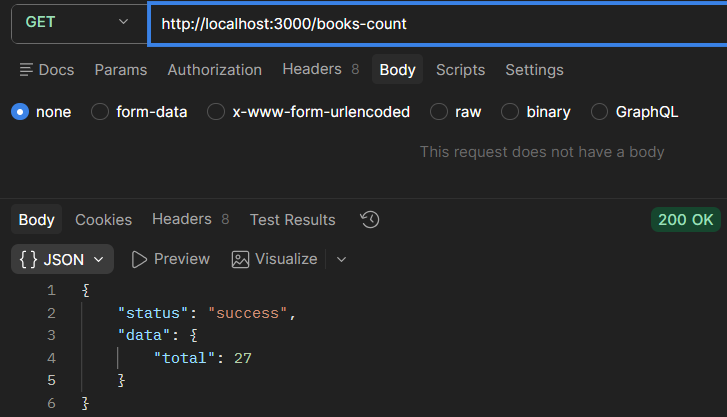 GET http://localhost:3000/books-count
Docs Params Authorization Headers 8 Body Scripts Settings
none form-data x-www-form-urlencoded raw binary GraphQL
This request does not have a body
Body Cookies Headers 8 Test Results 200 OK
{} JSON Preview Visualize
1 {
2 "status": "success",
3 "data": {
4 "total": 27
5 }
6 }